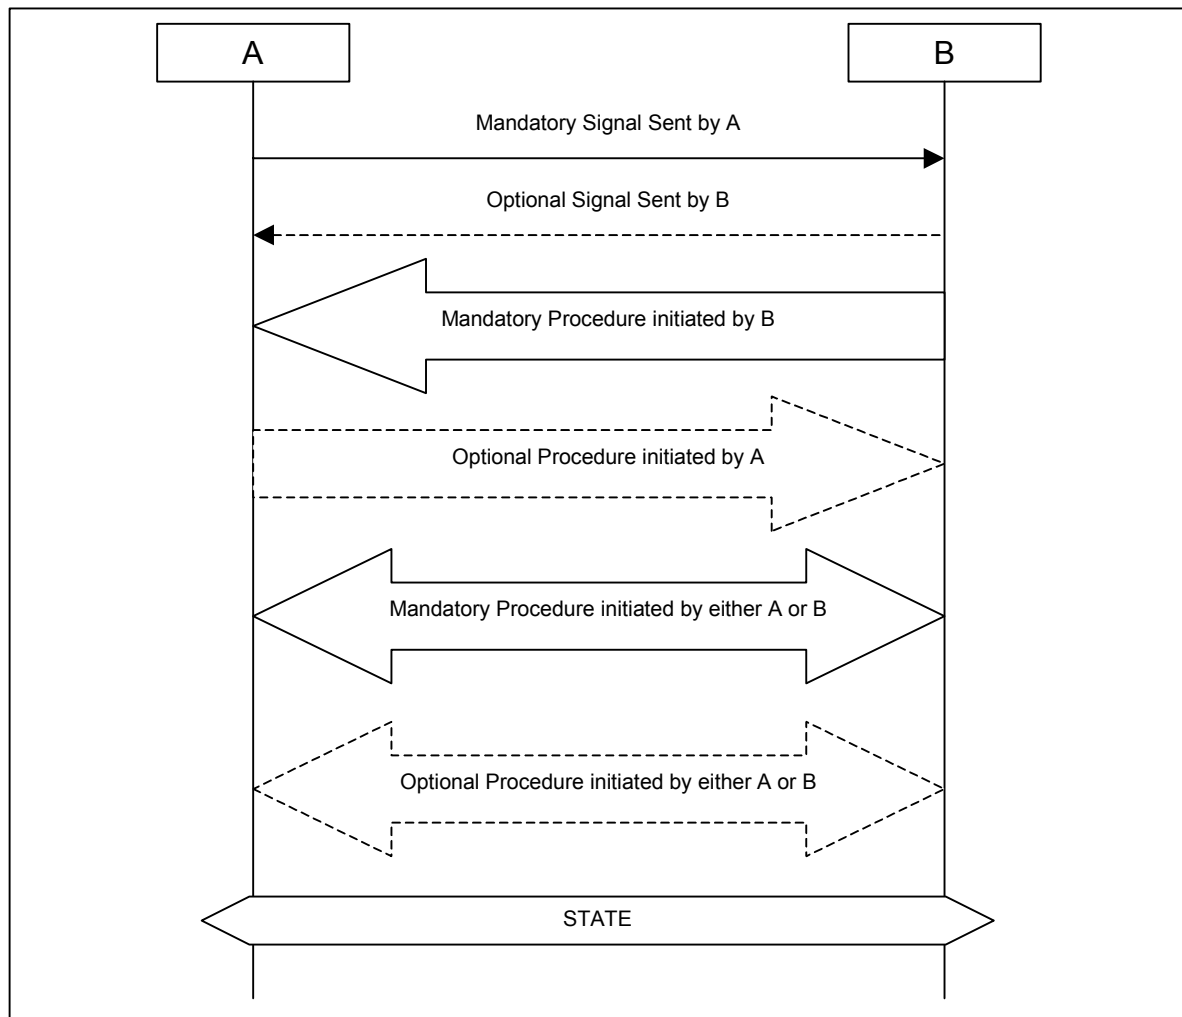 A
B
Mandatory Signal Sent by A
Optional Signal Sent by B
Mandatory Procedure initiated by B
Optional Procedure initiated by A
Mandatory Procedure initiated by either A or B
Optional Procedure initiated by either A or B
STATE